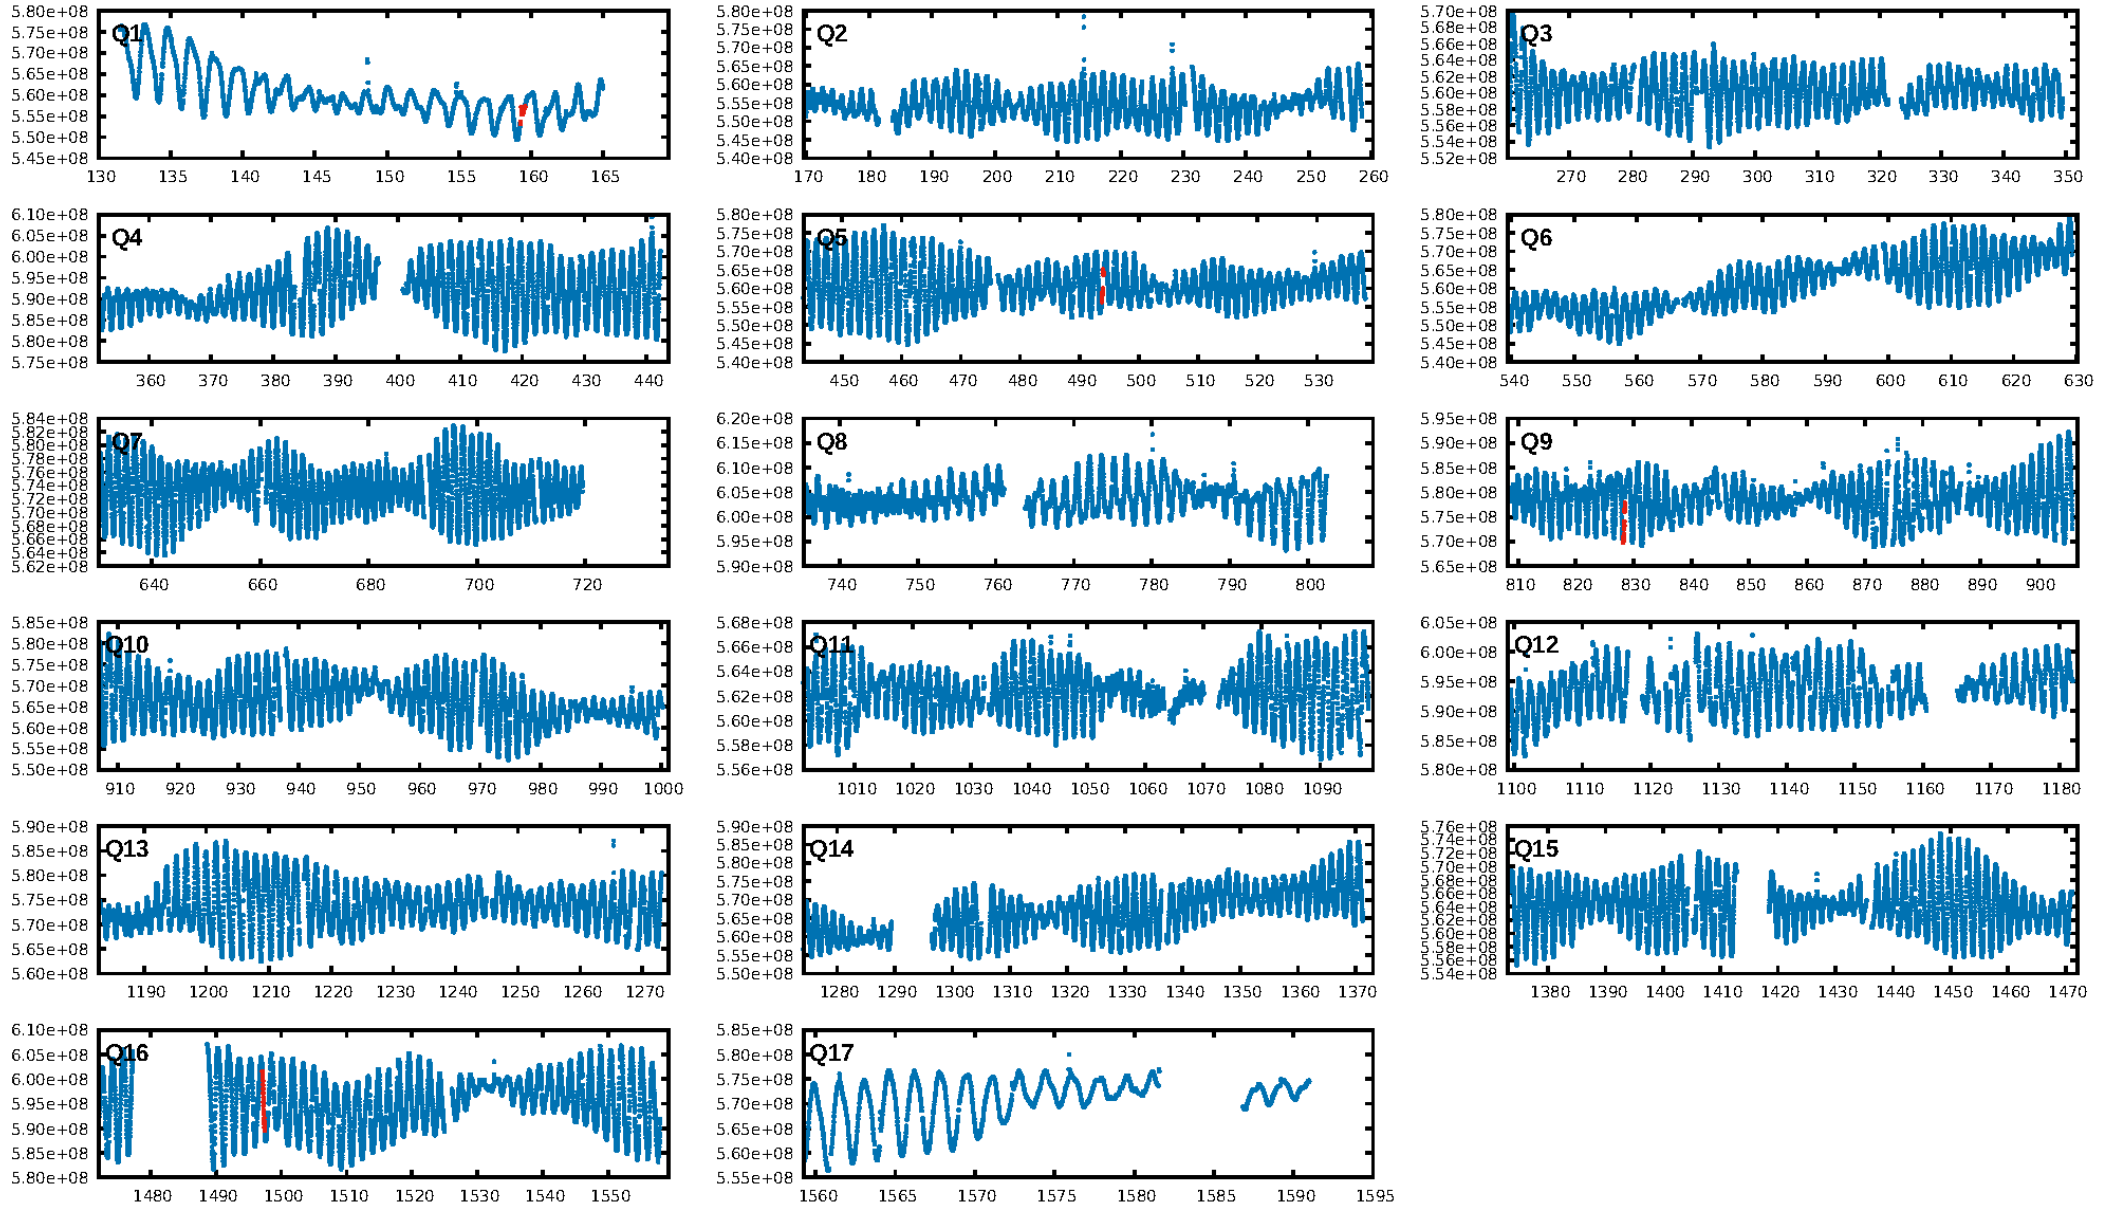 5.80e+08
5.75e+08
5.70e+08
5.65e+08
5.60e+08
5.55e+08
5.50e+08
5.45e+08
Q1
130 135 140 145 150 155 160 165
5.80e+08
5.75e+08
5.70e+08
5.65e+08
5.60e+08
5.55e+08
5.50e+08
5.45e+08
5.40e+08
Q2
170 180 190 200 210 220 230 240 250 260
5.70e+08
5.68e+08
5.66e+08
5.64e+08
5.62e+08
5.60e+08
5.58e+08
5.56e+08
5.54e+08
5.52e+08
Q3
270 280 290 300 310 320 330 340 350
6.10e+08
6.05e+08
6.00e+08
5.95e+08
5.90e+08
5.85e+08
5.80e+08
5.75e+08
Q4
360 370 380 390 400 410 420 430 440
5.80e+08
5.75e+08
5.70e+08
5.65e+08
5.60e+08
5.55e+08
5.50e+08
5.45e+08
5.40e+08
Q5
450 460 470 480 490 500 510 520 530
5.80e+08
5.75e+08
5.70e+08
5.65e+08
5.60e+08
5.55e+08
5.50e+08
5.45e+08
5.40e+08
Q6
540 550 560 570 580 590 600 610 620 630
5.84e+08
5.82e+08
5.80e+08
5.78e+08
5.76e+08
5.74e+08
5.72e+08
5.70e+08
5.68e+08
5.66e+08
5.64e+08
5.62e+08
Q7
640 660 680 700 720
6.20e+08
6.15e+08
6.10e+08
6.05e+08
6.00e+08
5.95e+08
5.90e+08
Q8
740 750 760 770 780 790 800
5.95e+08
5.90e+08
5.85e+08
5.80e+08
5.75e+08
5.70e+08
5.65e+08
Q9
810 820 830 840 850 860 870 880 890 900
5.85e+08
5.80e+08
5.75e+08
5.70e+08
5.65e+08
5.60e+08
5.55e+08
5.50e+08
Q10
910 920 930 940 950 960 970 980 990 1000
5.68e+08
5.66e+08
5.64e+08
5.62e+08
5.60e+08
5.58e+08
5.56e+08
Q11
1010 1020 1030 1040 1050 1060 1070 1080 1090
6.05e+08
6.00e+08
5.95e+08
5.90e+08
5.85e+08
5.80e+08
Q12
1100 1110 1120 1130 1140 1150 1160 1170 1180
5.90e+08
5.85e+08
5.80e+08
5.75e+08
5.70e+08
5.65e+08
5.60e+08
Q13
1190 1200 1210 1220 1230 1240 1250 1260 1270
5.90e+08
5.85e+08
5.80e+08
5.75e+08
5.70e+08
5.65e+08
5.60e+08
5.55e+08
5.50e+08
Q14
1280 1290 1300 1310 1320 1330 1340 1350 1360 1370
5.76e+08
5.74e+08
5.72e+08
5.70e+08
5.68e+08
5.66e+08
5.64e+08
5.62e+08
5.60e+08
5.58e+08
5.56e+08
5.54e+08
Q15
1380 1390 1400 1410 1420 1430 1440 1450 1460 1470
6.10e+08
6.05e+08
6.00e+08
5.95e+08
5.90e+08
5.85e+08
5.80e+08
Q16
1480 1490 1500 1510 1520 1530 1540 1550
5.85e+08
5.80e+08
5.75e+08
5.70e+08
5.65e+08
5.60e+08
5.55e+08
Q17
1560 1565 1570 1575 1580 1585 1590 1595